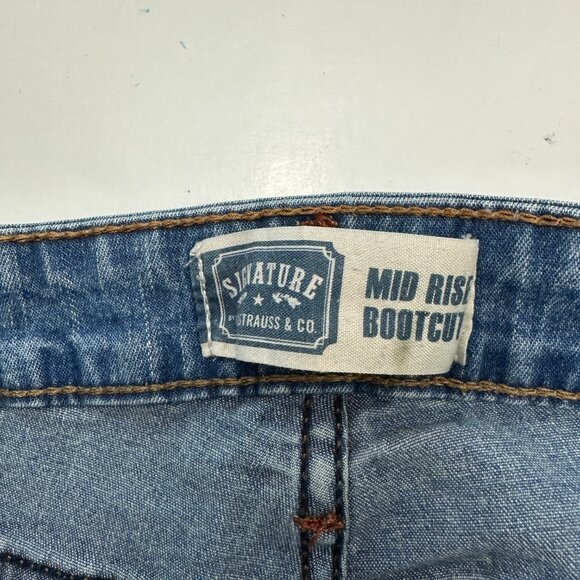 SIGNATURE
STRAUSS & CO.
MID RISE
BOOTCUT